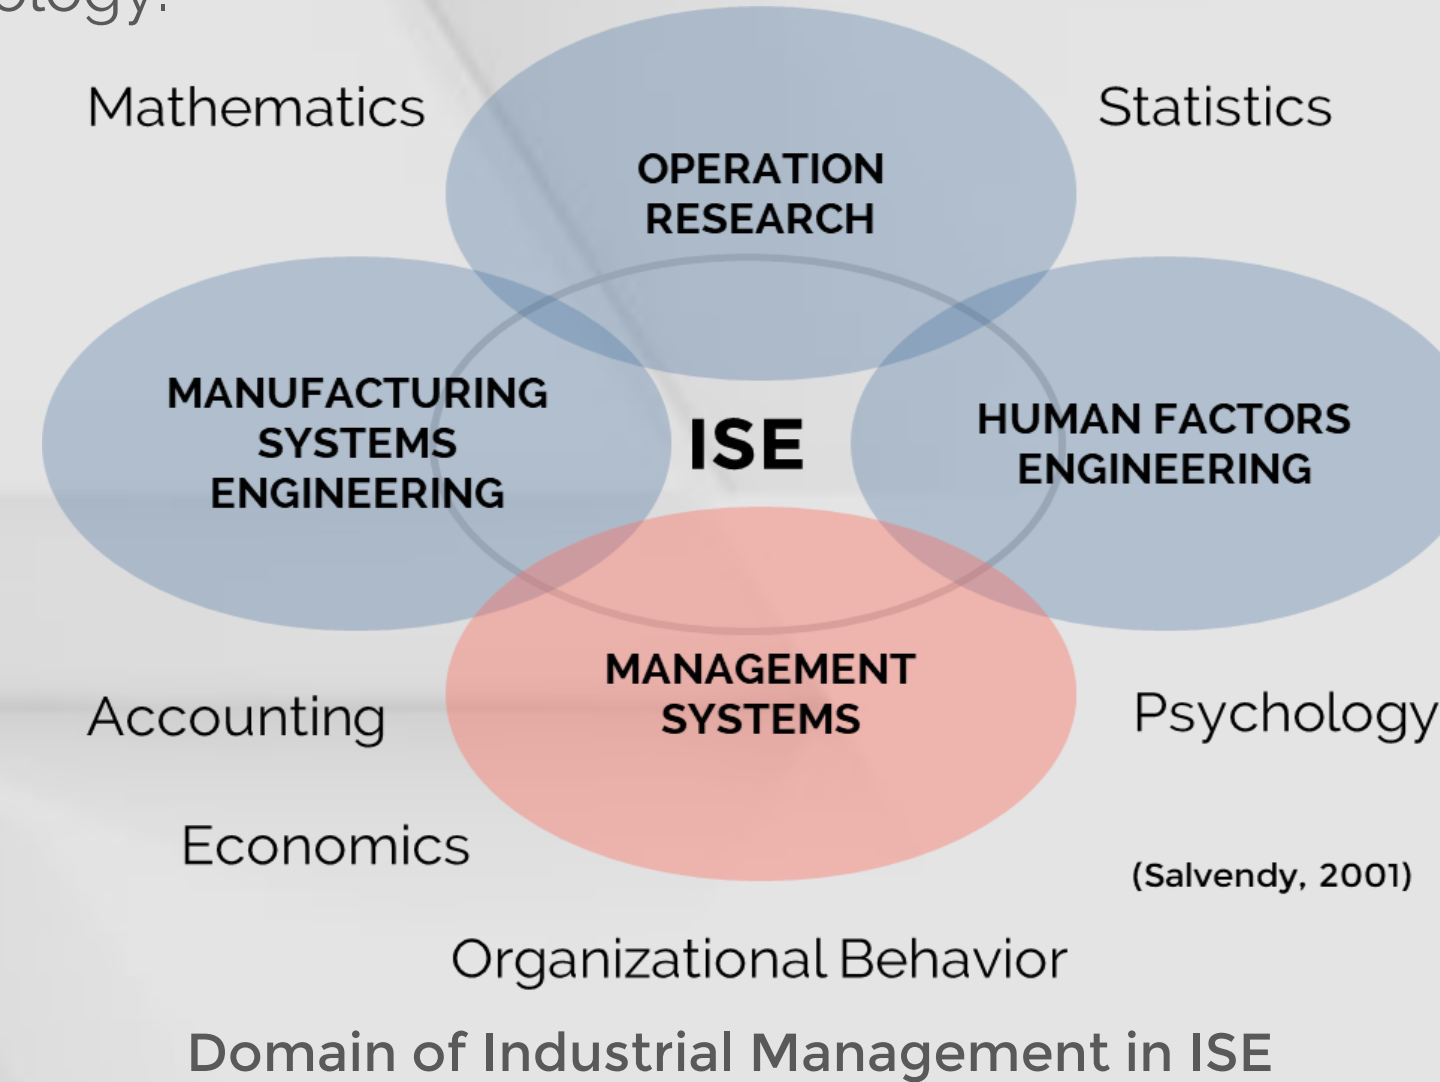 Mathematics
Statistics
OPERATION
RESEARCH
MANUFACTURING
SYSTEMS
ENGINEERING
ISE
HUMAN FACTORS
ENGINEERING
MANAGEMENT
SYSTEMS
Accounting
Psychology
Economics
(Salvendy, 2001)
Organizational Behavior
Domain of Industrial Management in ISE